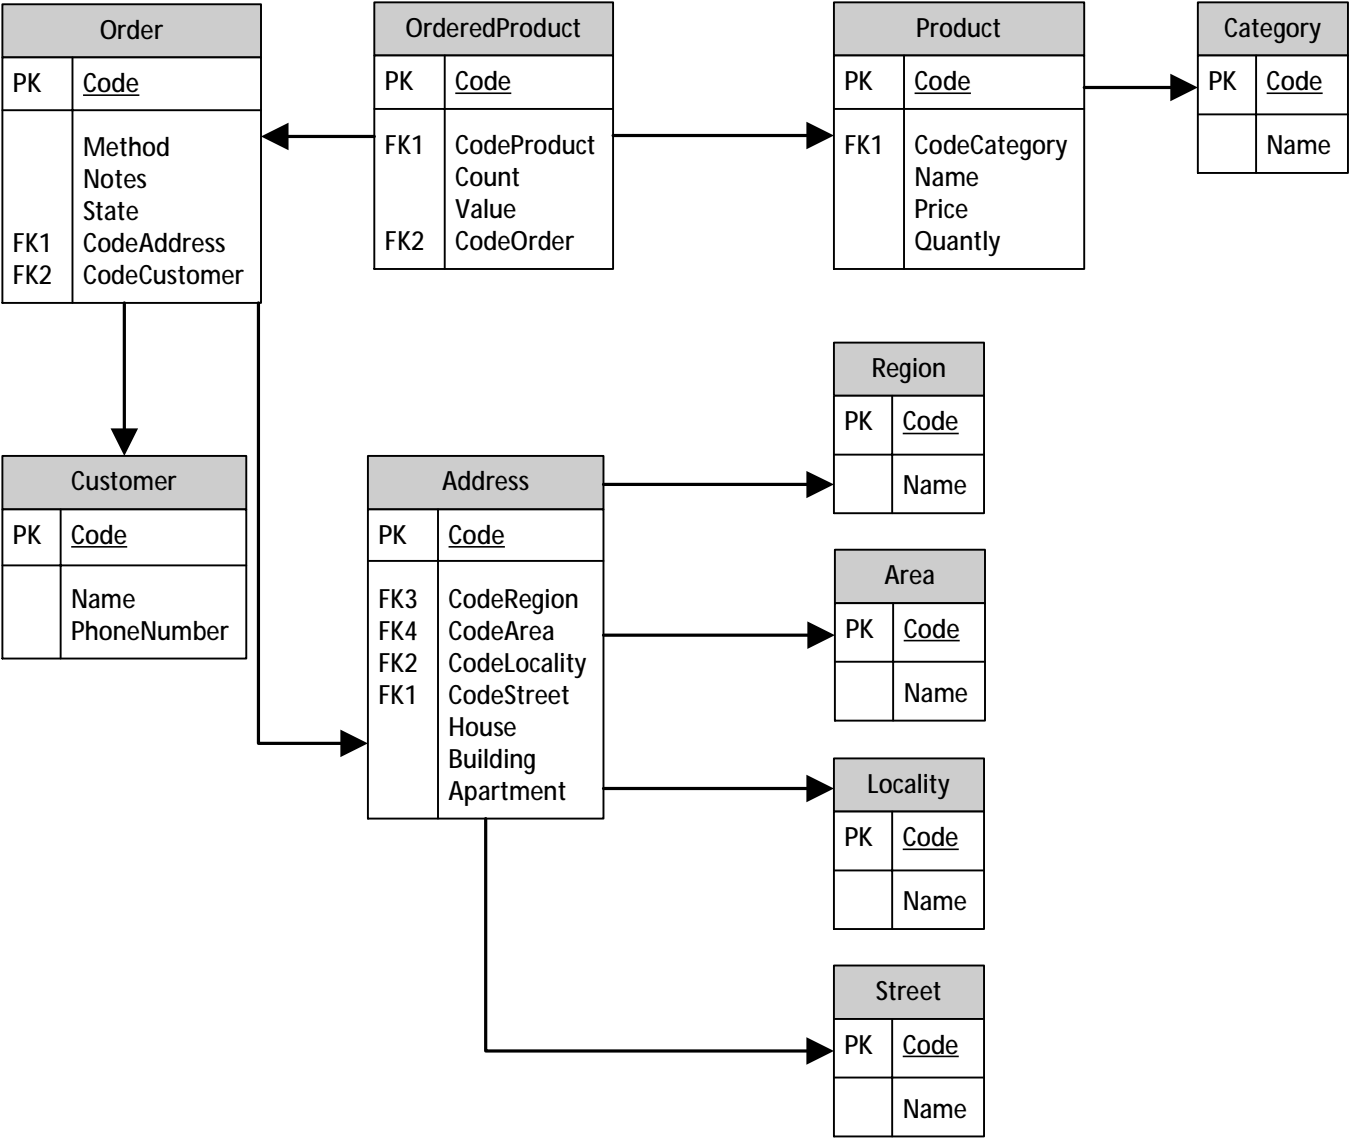 Order
PK Code
Method
Notes
State
FK1 CodeAddress
FK2 CodeCustomer
OrderedProduct
PK Code
FK1 CodeProduct
Count
Value
FK2 CodeOrder
Product
PK Code
FK1 CodeCategory
Name
Price
Quantly
Category
PK Code
Name
Customer
PK Code
Name
PhoneNumber
Address
PK Code
FK3 CodeRegion
FK4 CodeArea
FK2 CodeLocality
FK1 CodeStreet
House
Building
Apartment
Region
PK Code
Name
Area
PK Code
Name
Locality
PK Code
Name
Street
PK Code
Name